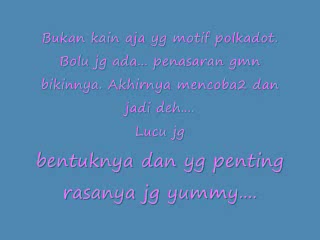 Bukan kain aja yg motif polkadot.
Bolu jg ada... penasaran gmn
bikinnya. Akhirnya mencoba2 dan
jadi deh....
Lucu jg
bentuknya dan yg penting
rasanya jg yummy....